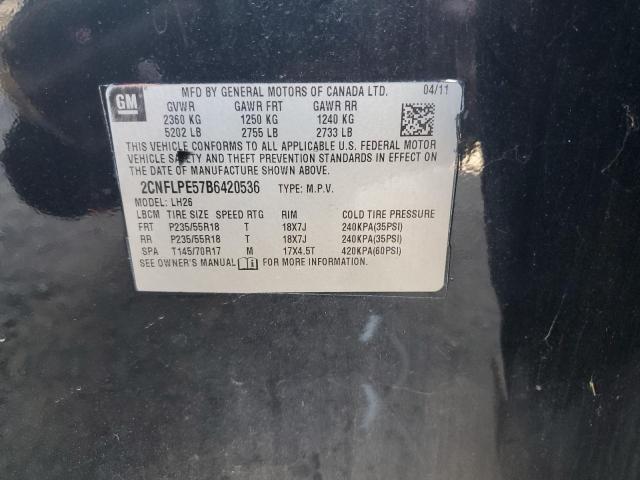 GM
MFD BY GENERAL MOTORS OF CANADA LTD. 04/11
GVWR GAWR FRT GAWR RR
2360 KG 1250 KG 1240 KG
5202 LB 2755 LB 2733 LB
THIS VEHICLE CONFORMS TO ALL APPLICABLE U.S. FEDERAL MOTOR
VEHICLE SAFETY AND THEFT PREVENTION STANDARDS IN EFFECT ON
THE DATE OF MANUFACTURE SHOWN ABOVE.
2CNFLPE57B6420536 TYPE: M.P.V.
MODEL: LH26
LBCM TIRE SIZE SPEED RTG RIM COLD TIRE PRESSURE
FRT P235/55R18 T 18X7J 240KPA(35PSI)
RR P235/55R18 T 18X7J 240KPA(35PSI)
SPA T145/70R17 M 17X4.5T 420KPA(60PSI)
SEE OWNER'S MANUAL FOR MORE INFORMATION.